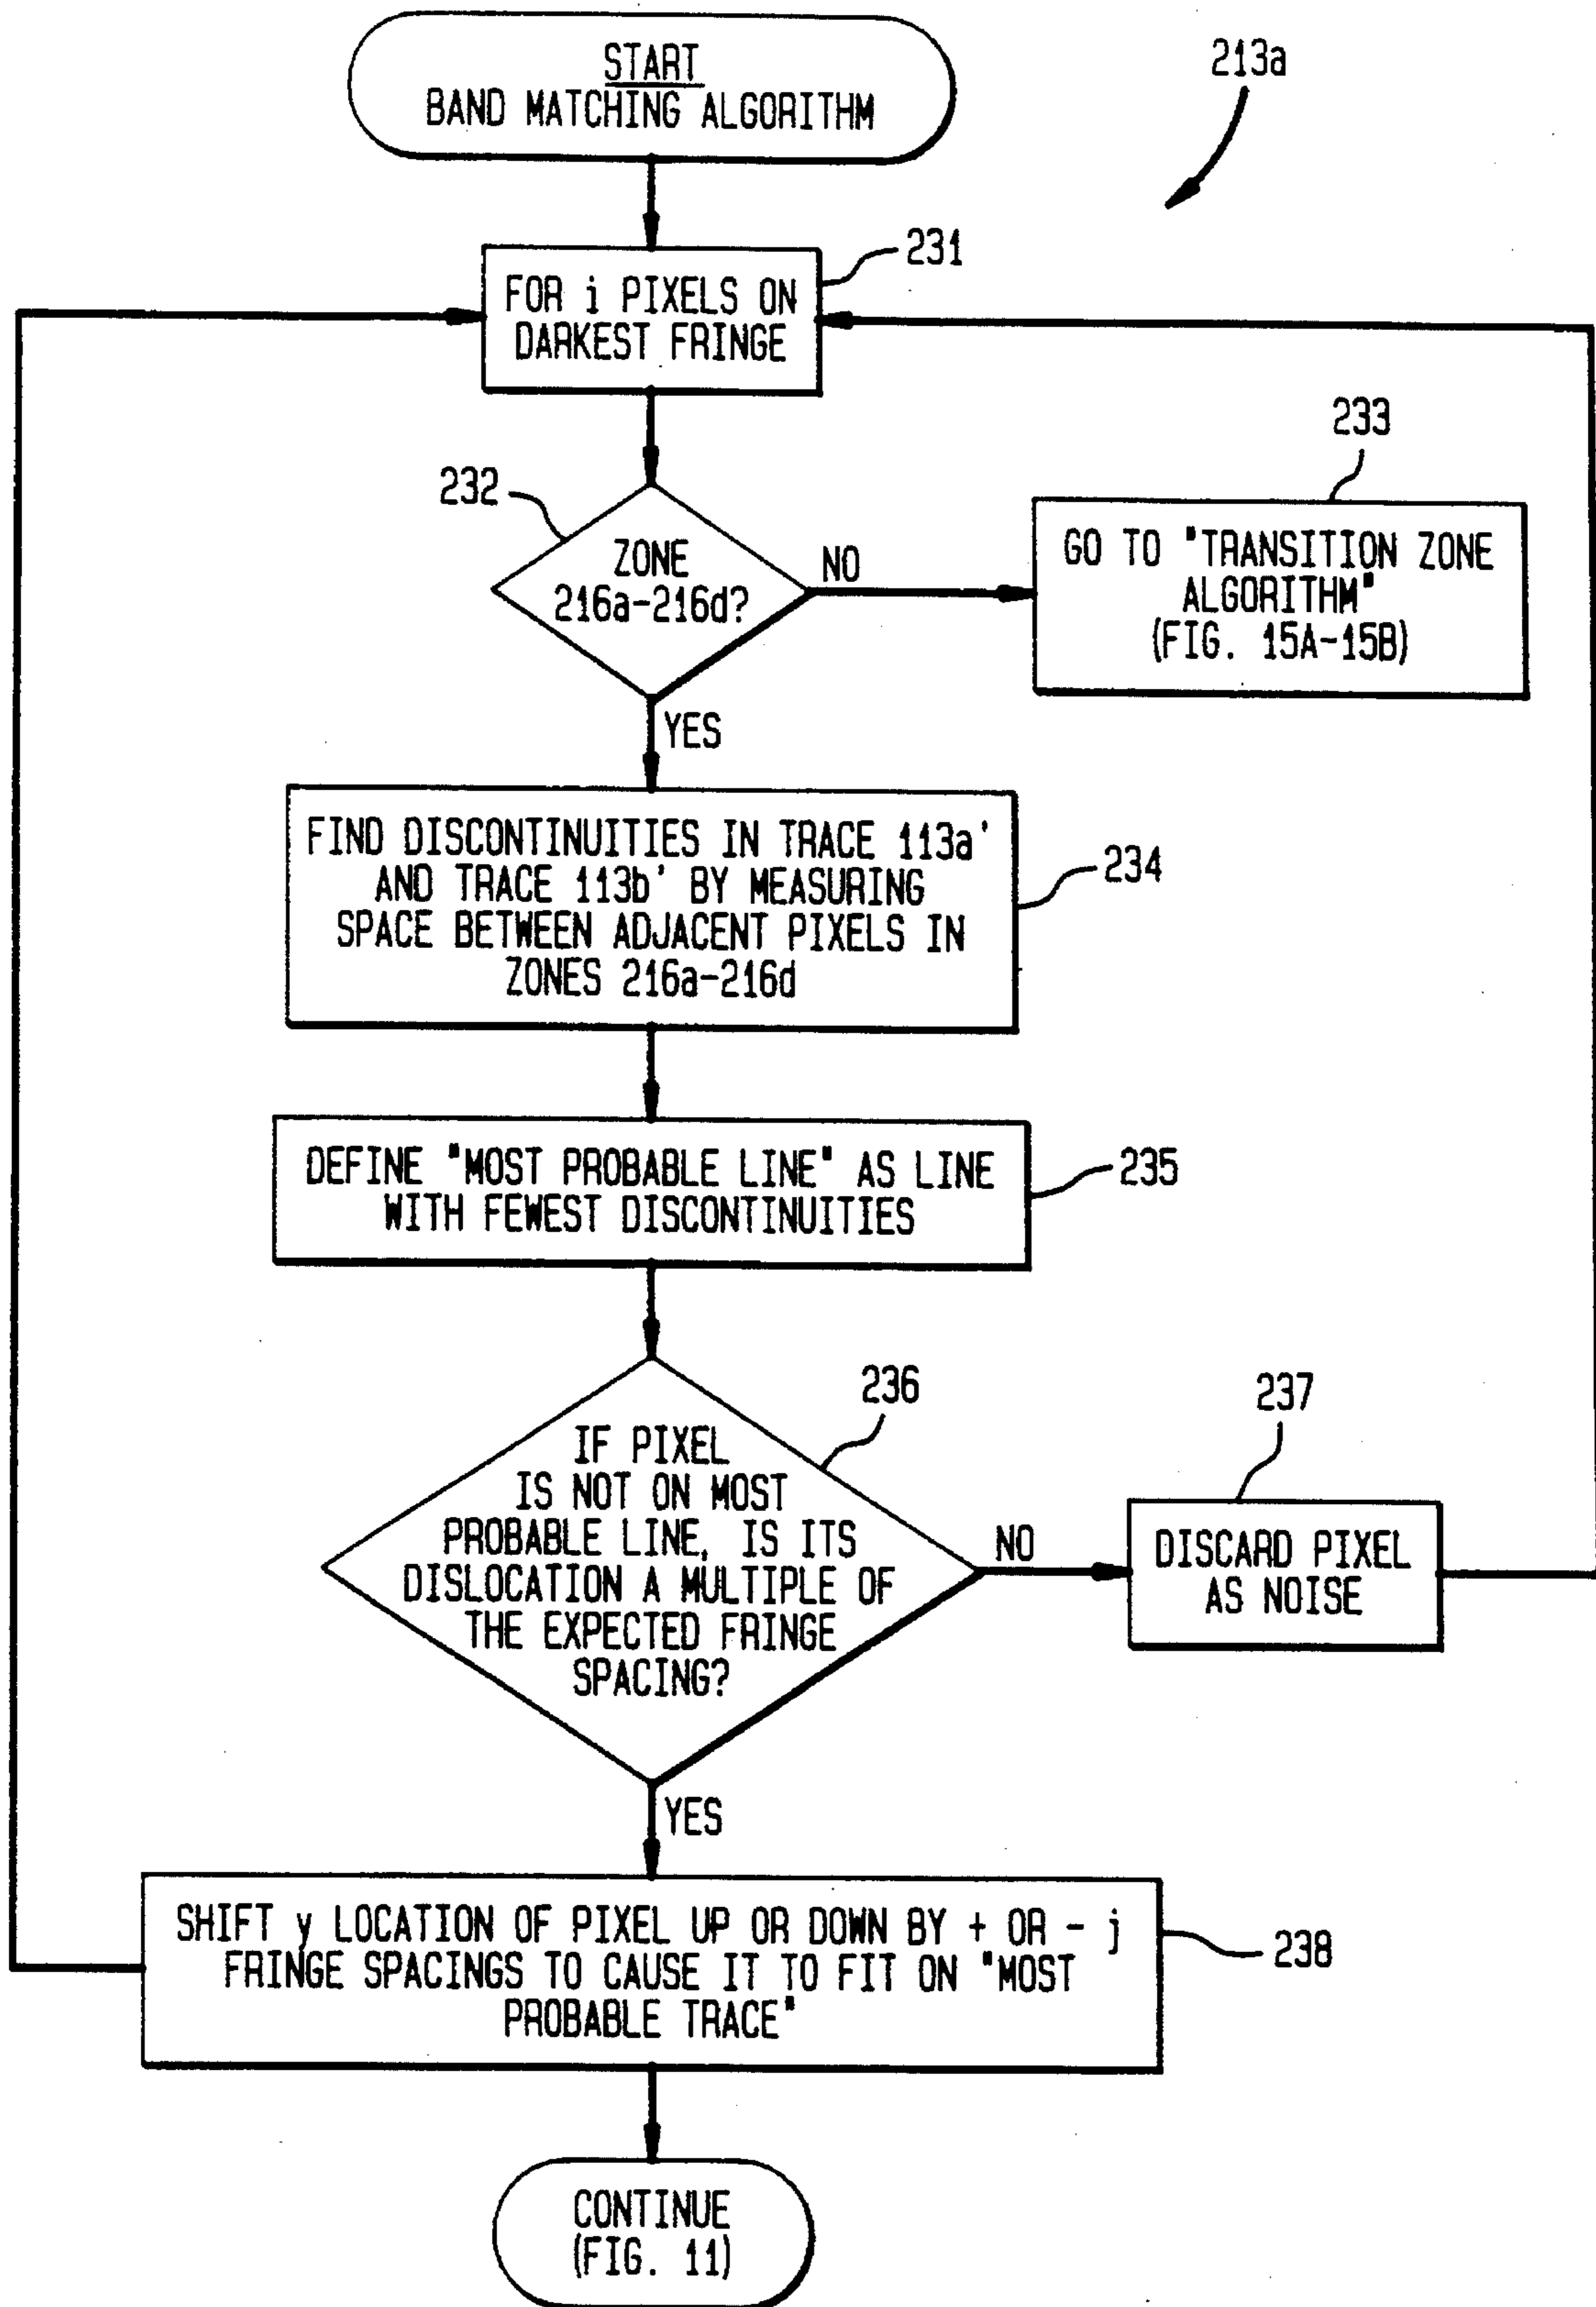 START
BAND MATCHING ALGORITHM
213a
231
FOR i PIXELS ON
DARKEST FRINGE
232
ZONE
216a-216d?
NO
233
GO TO "TRANSITION ZONE
ALGORITHM"
(FIG. 15A-15B)
YES
FIND DISCONTINUITIES IN TRACE 113a'
AND TRACE 113b' BY MEASURING
SPACE BETWEEN ADJACENT PIXELS IN
ZONES 216a-216d
234
DEFINE "MOST PROBABLE LINE" AS LINE
WITH FEWEST DISCONTINUITIES
235
236
IF PIXEL
IS NOT ON MOST
PROBABLE LINE, IS ITS
DISLOCATION A MULTIPLE OF
THE EXPECTED FRINGE
SPACING?
NO
237
DISCARD PIXEL
AS NOISE
YES
SHIFT y LOCATION OF PIXEL UP OR DOWN BY + OR - j
FRINGE SPACINGS TO CAUSE IT TO FIT ON "MOST
PROBABLE TRACE"
238
CONTINUE
(FIG. 11)